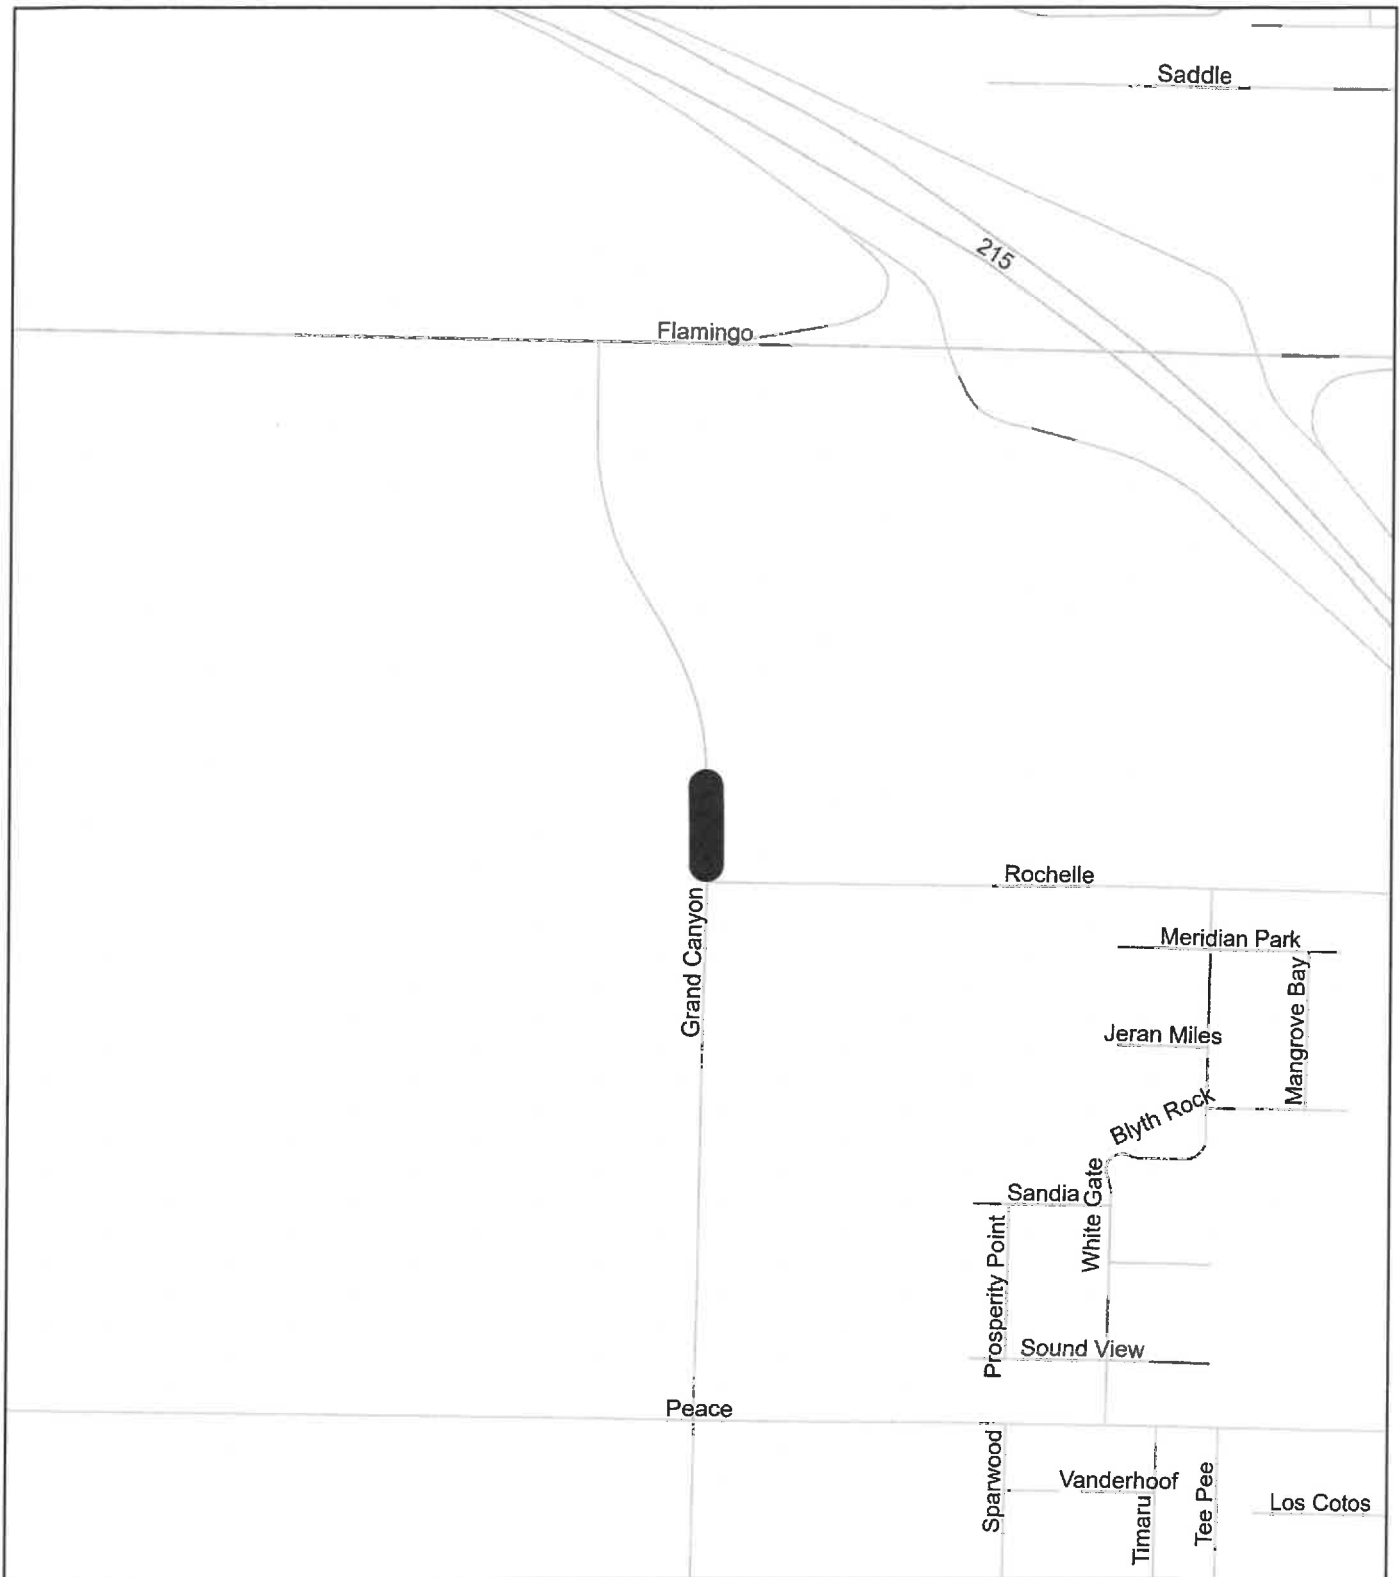 Saddle
215
Flamingo
Rochelle
Grand Canyon
Meridian Park
Mangrove Bay
Jeran Miles
Blyth Rock
White Gate
Sandia
Prosperity Point
Sound View
Peace
Sparwood
Vanderhoof
Timaru
Tee Pee
Los Cotos